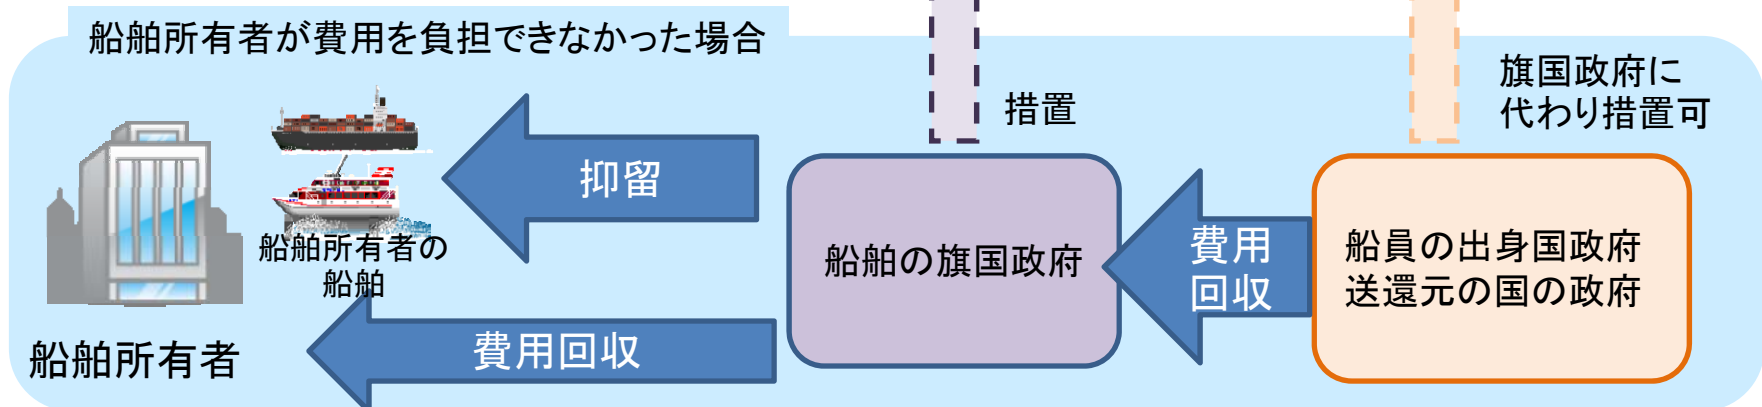 船舶所有者が費用を負担できなかった場合
旗国政府に
代わり措置可
措置
抑留
船舶所有者の
船舶
船舶の旗国政府
費用
回収
船員の出身国政府
送還元の国の政府
費用回収
船舶所有者